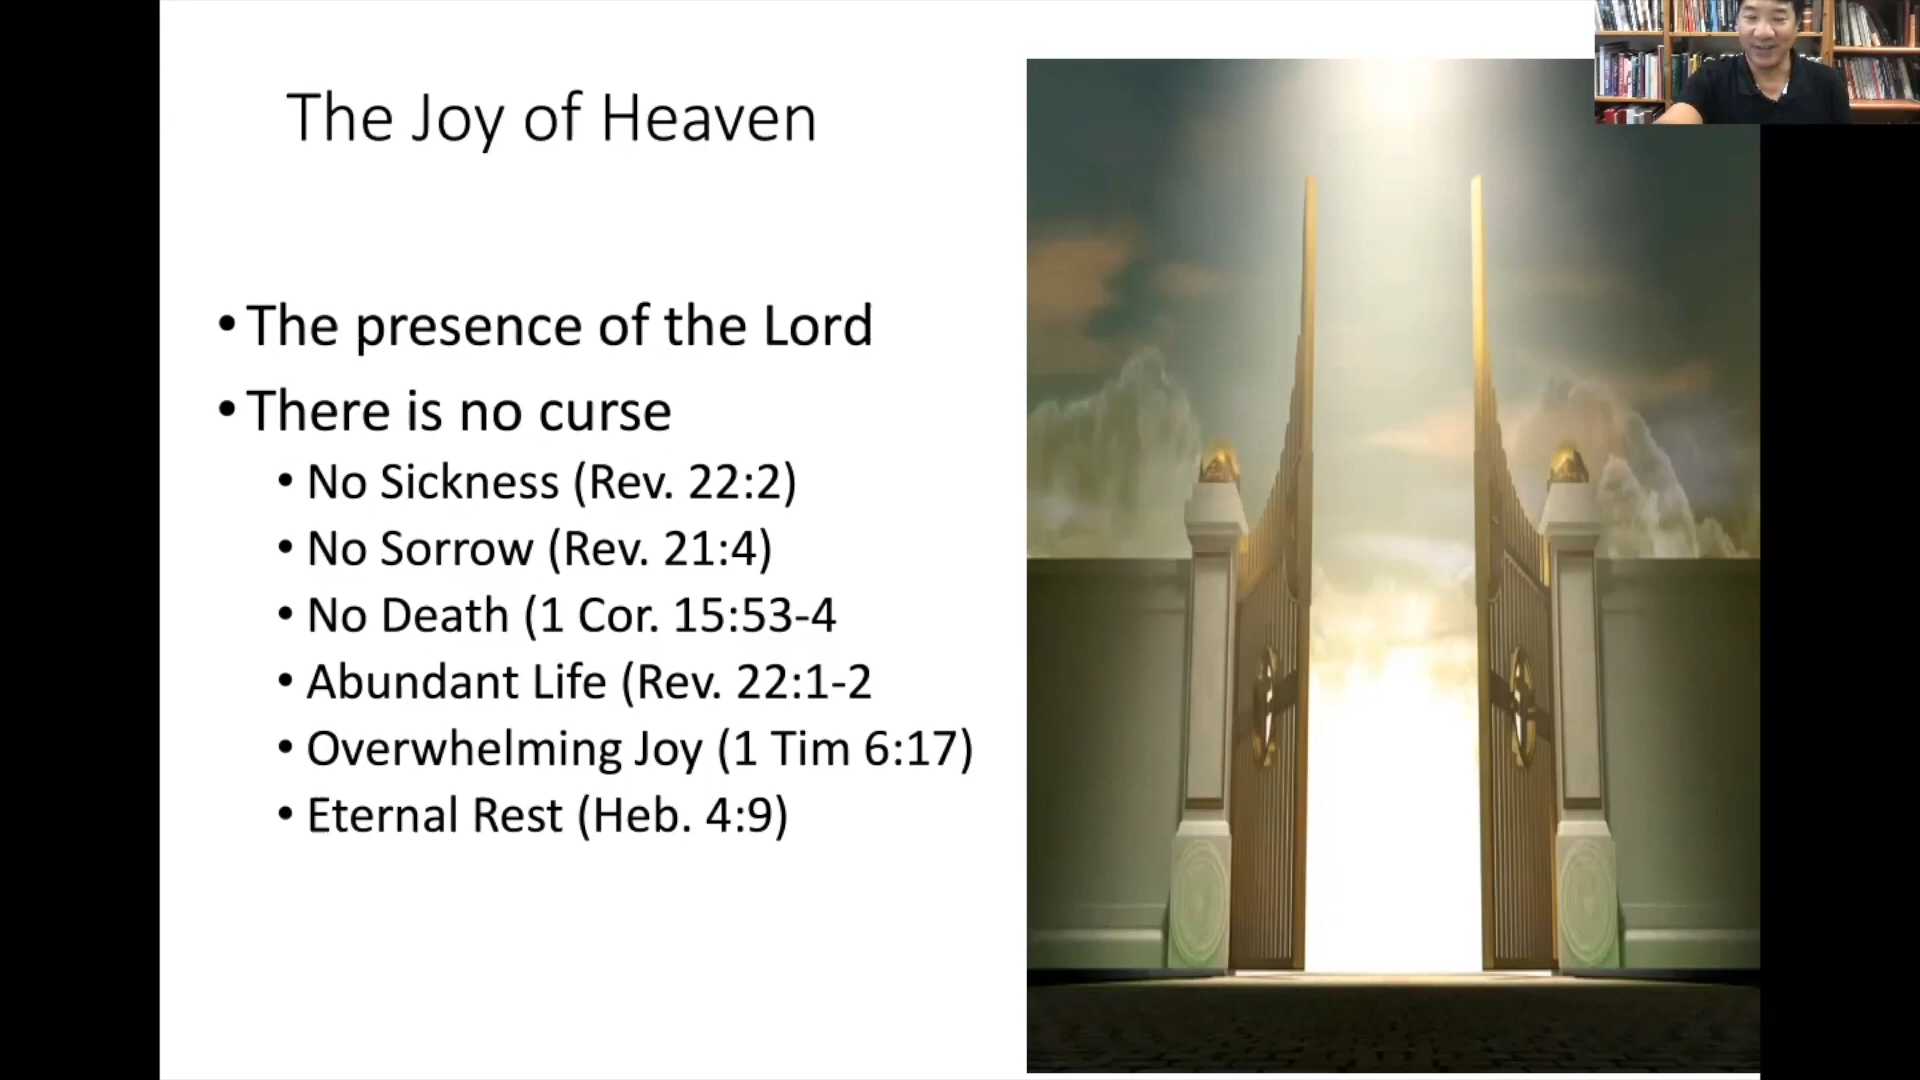 The Joy of Heaven
•The presence of the Lord
•There is no curse
• No Sickness (Rev. 22:2)
• No Sorrow (Rev. 21:4)
• No Death (1 Cor. 15:53-4
• Abundant Life (Rev. 22:1-2
• Overwhelming Joy (1 Tim 6:17)
• Eternal Rest (Heb. 4:9)